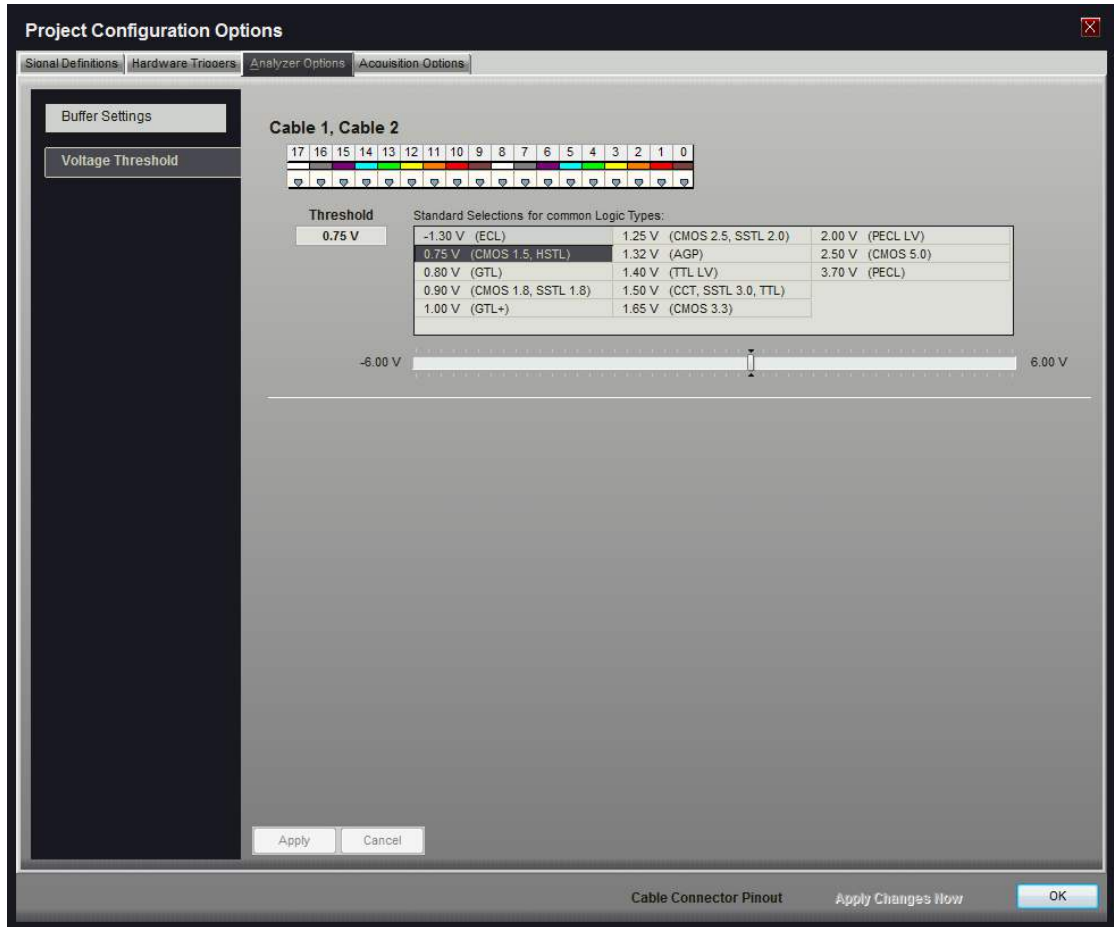 Project Configuration Options
Signal Definitions Hardware Triggers Analyzer Options Acquisition Options
Buffer Settings
Voltage Threshold
Cable 1, Cable 2
17 16 15 14 13 12 11 10 9 8 7 6 5 4 3 2 1 0
Threshold
0.75 V
Standard Selections for common Logic Types:
-1.30 V (ECL) 1.25 V (CMOS 2.5, SSTL 2.0) 2.00 V (PECL LV)
0.75 V (CMOS 1.5, HSTL) 1.32 V (AGP) 2.50 V (CMOS 5.0)
0.80 V (GTL) 1.40 V (TTL LV) 3.70 V (PECL)
0.90 V (CMOS 1.8, SSTL 1.8) 1.50 V (CCT, SSTL 3.0, TTL)
1.00 V (GTL+) 1.65 V (CMOS 3.3)
-6.00 V 6.00 V
Apply Cancel
Cable Connector Pinout Apply Changes Now OK